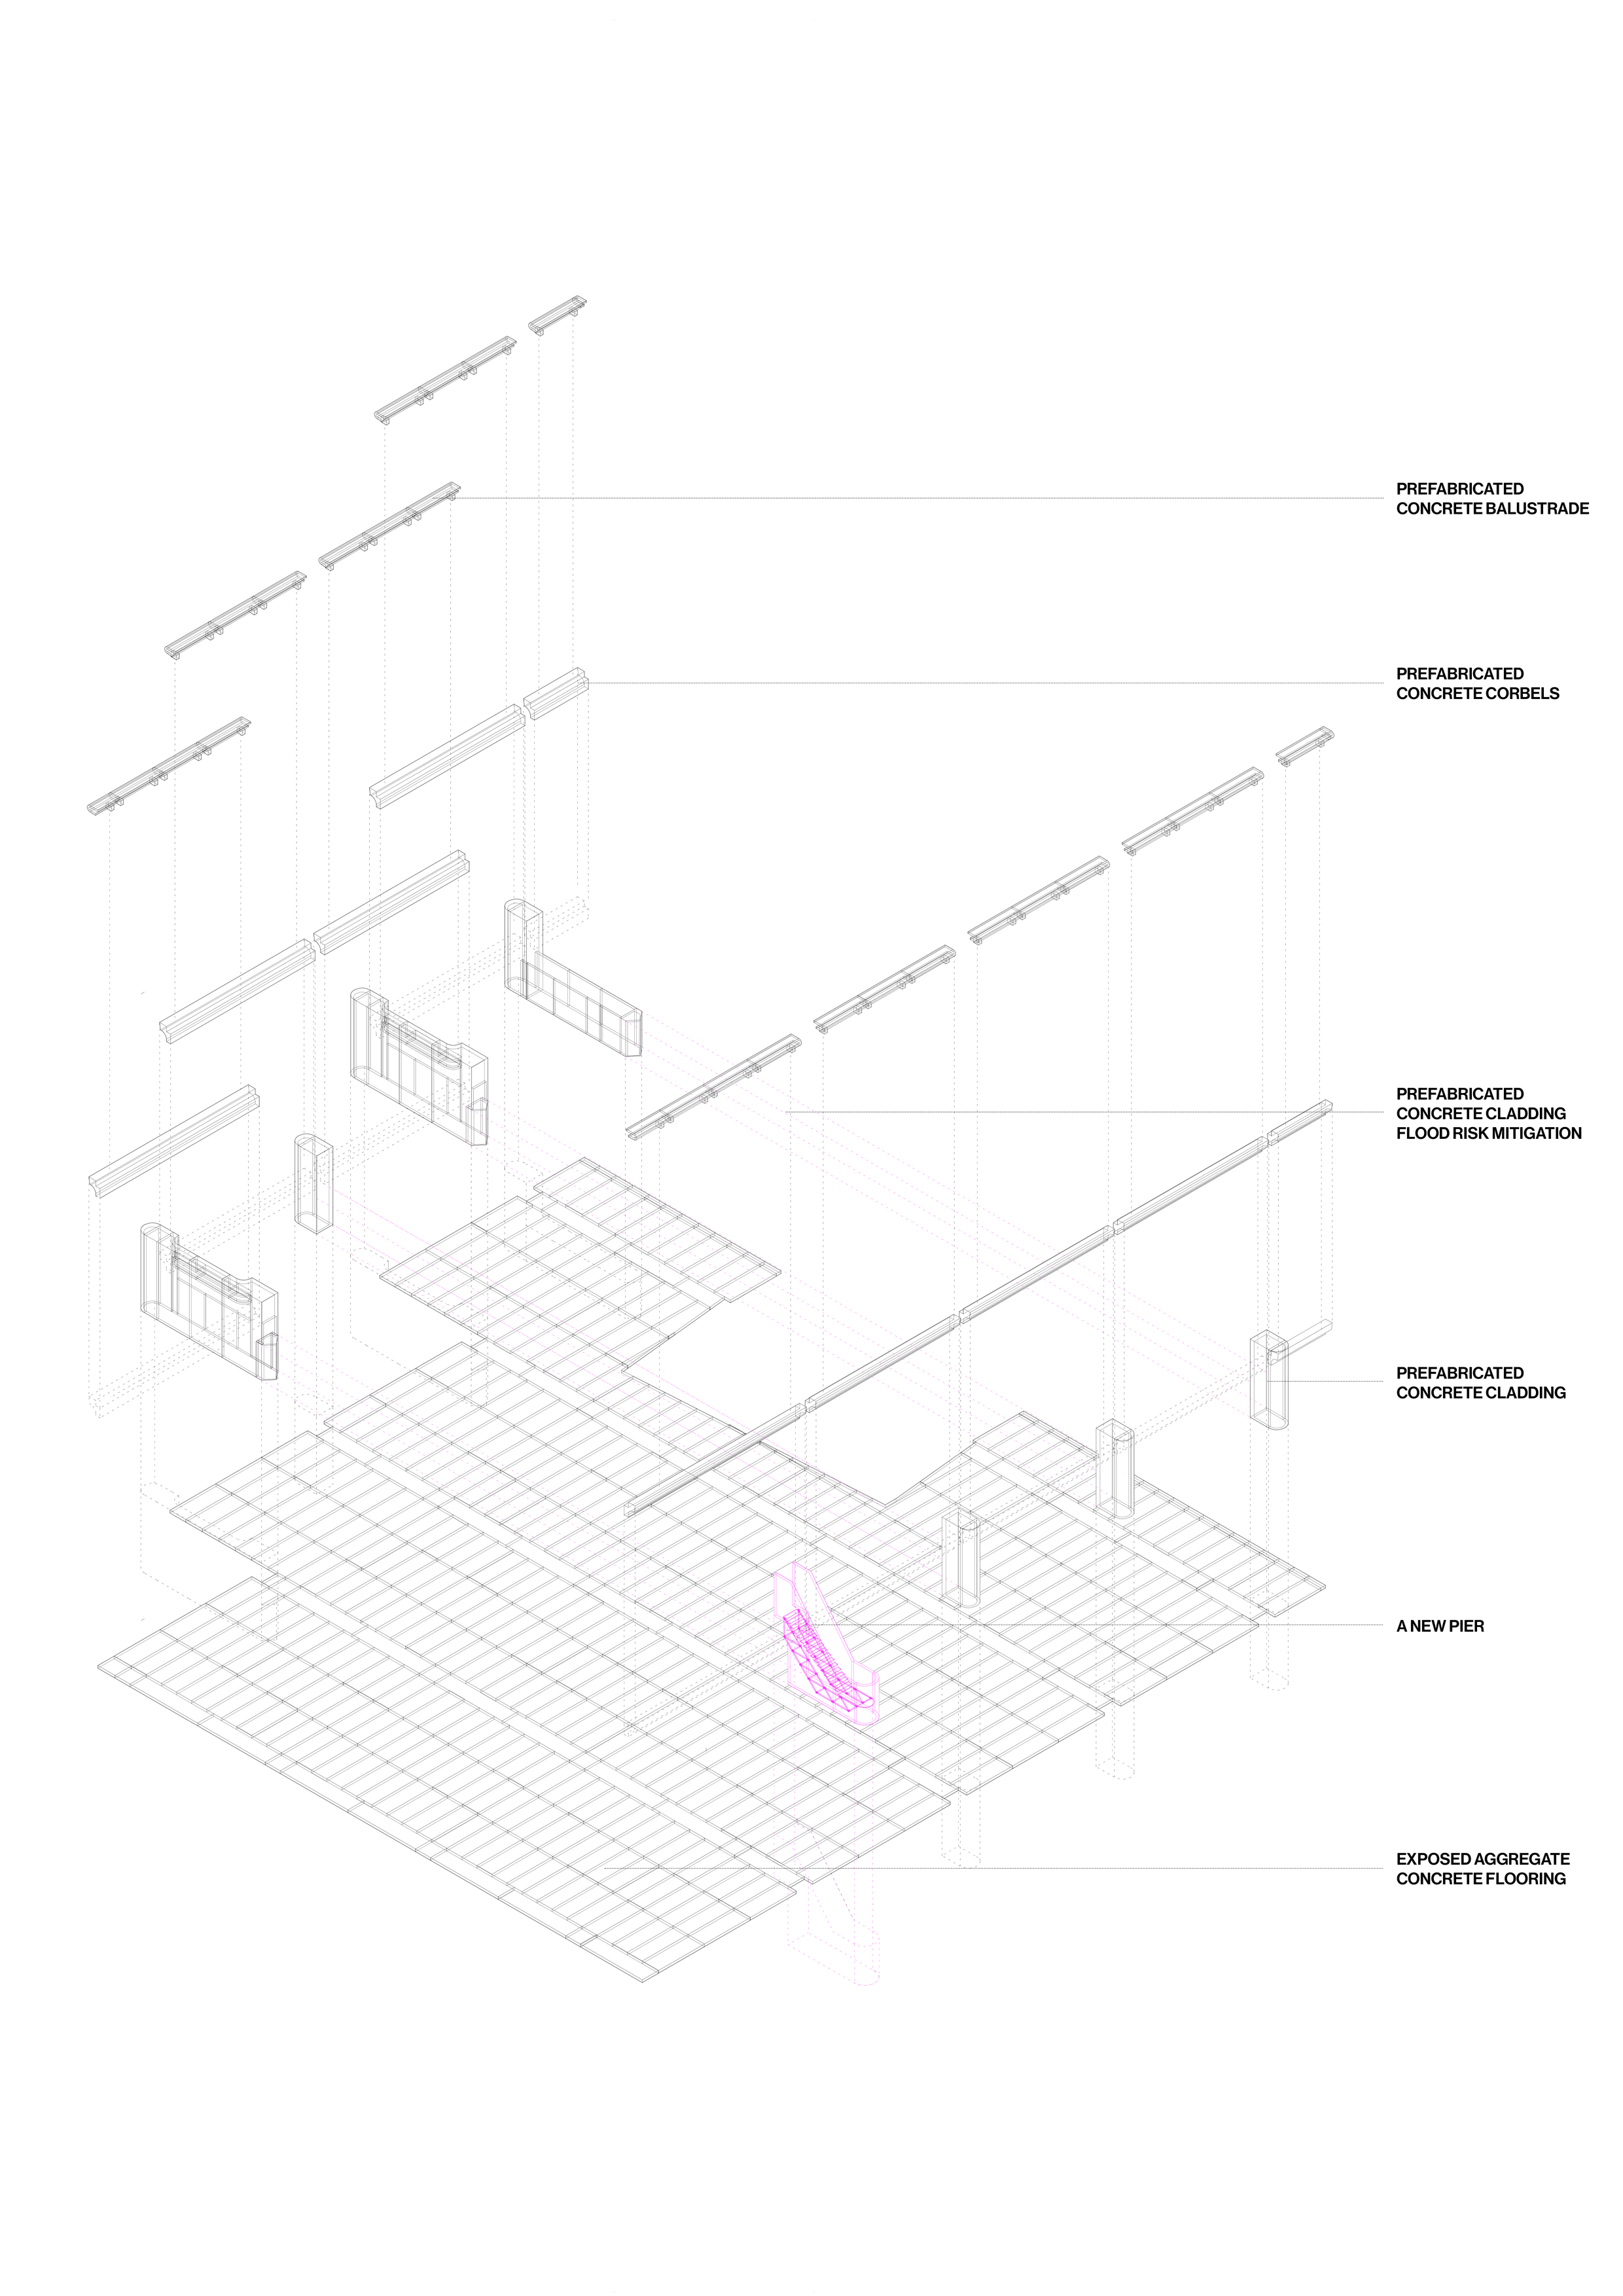 PREFABRICATED
CONCRETE BALUSTRADE
PREFABRICATED
CONCRETE CORBELS
PREFABRICATED
CONCRETE CLADDING
FLOOD RISK MITIGATION
PREFABRICATED
CONCRETE CLADDING
A NEW PIER
EXPOSED AGGREGATE
CONCRETE FLOORING